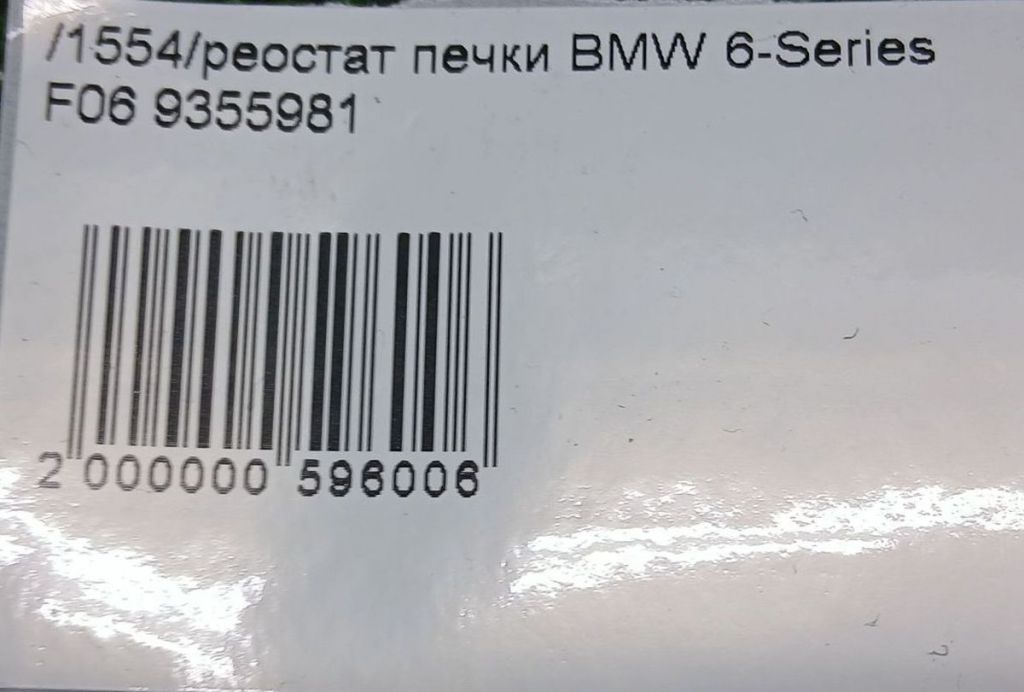 /1554/реостат печки BMW 6-Series
F06 9355981
2 000000 596006